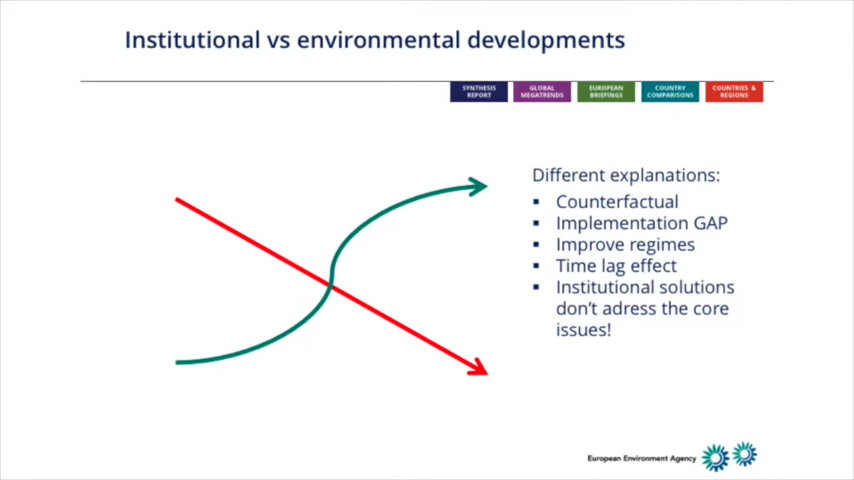 Institutional vs environmental developments
SYNTHESIS
REPORT
GLOBAL
MEGATRENDS
EUROPEAN
BRIEFINGS
COUNTRY
COMPARISONS
COUNTRIES &
REGIONS
Different explanations:
▪ Counterfactual
▪ Implementation GAP
▪ Improve regimes
▪ Time lag effect
▪ Institutional solutions
don't adress the core
issues!
European Environment Agency